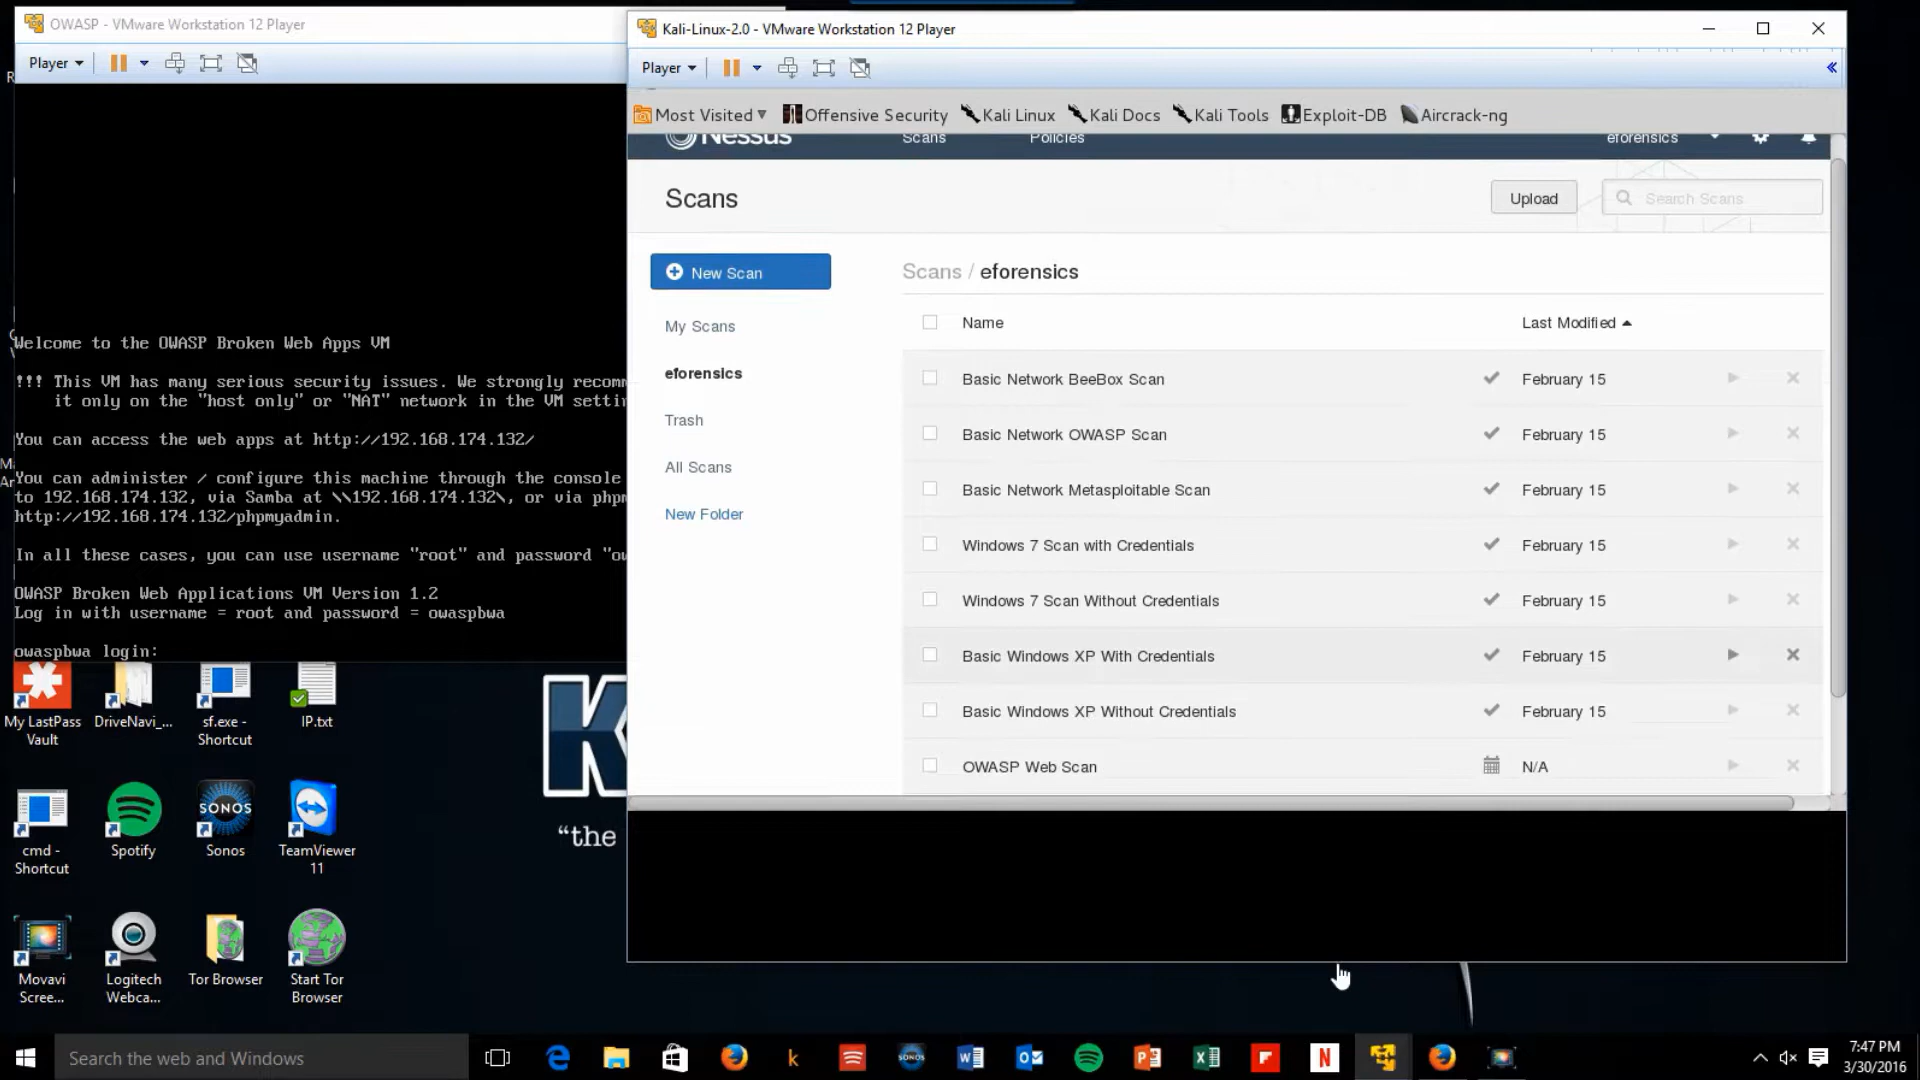 OWASP - VMware Workstation 12 Player
Player
Welcome to the OWASP Broken Web Apps VM
!!! This VM has many serious security issues. We strongly recomm
it only on the "host only" or "NAT" network in the VM settin
You can access the web apps at http://192.168.174.132/
You can administer / configure this machine through the console
to 192.168.174.132, via Samba at \\192.168.174.132\, or via phpm
http://192.168.174.132/phpmyadmin.
In all these cases, you can use username "root" and password "ow
OWASP Broken Web Applications VM Version 1.2
Log in with username = root and password = owaspbwa
owaspbwa login:
Kali-Linux-2.0 - VMware Workstation 12 Player
Player
Most Visited Offensive Security Kali Linux Kali Docs Kali Tools Exploit-DB Aircrack-ng
Nessus Scans Policies eforensics
Scans Upload Search Scans
New Scan
My Scans
eforensics
Trash
All Scans
New Folder
Scans / eforensics
Name Last Modified
Basic Network BeeBox Scan February 15
Basic Network OWASP Scan February 15
Basic Network Metasploitable Scan February 15
Windows 7 Scan with Credentials February 15
Windows 7 Scan Without Credentials February 15
Basic Windows XP With Credentials February 15
Basic Windows XP Without Credentials February 15
OWASP Web Scan N/A
"the
My LastPass Vault
DriveNavi_...
sf.exe - Shortcut
IP.txt
cmd - Shortcut
Spotify
SONOS
Sonos
TeamViewer 11
Movavi Scree...
Logitech Webca...
Tor Browser
Start Tor Browser
Search the web and Windows
SONOS
7:47 PM
3/30/2016